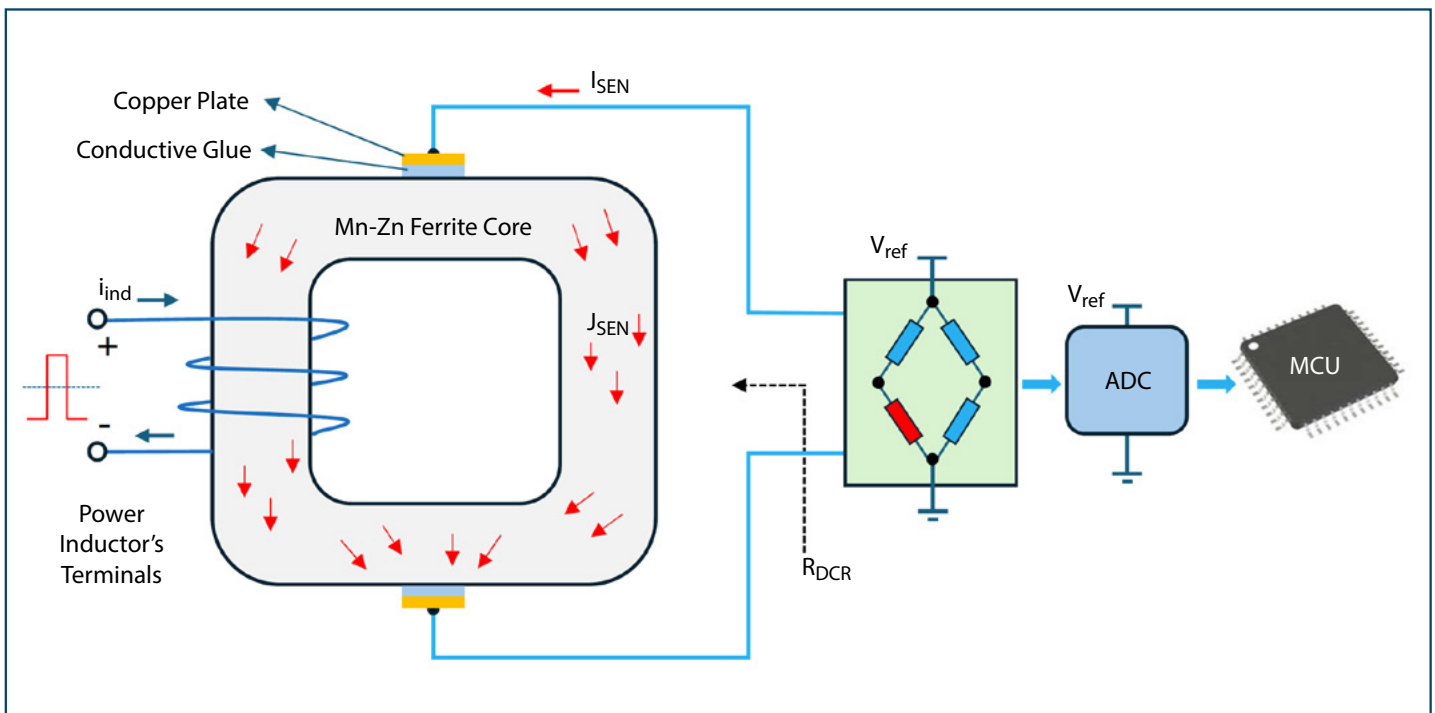 I_SEN
Copper Plate
Conductive Glue
Mn-Zn Ferrite Core
V_ref
i_ind
+
J_SEN
V_ref
ADC
MCU
-
Power
Inductor’s
Terminals
R_DCR